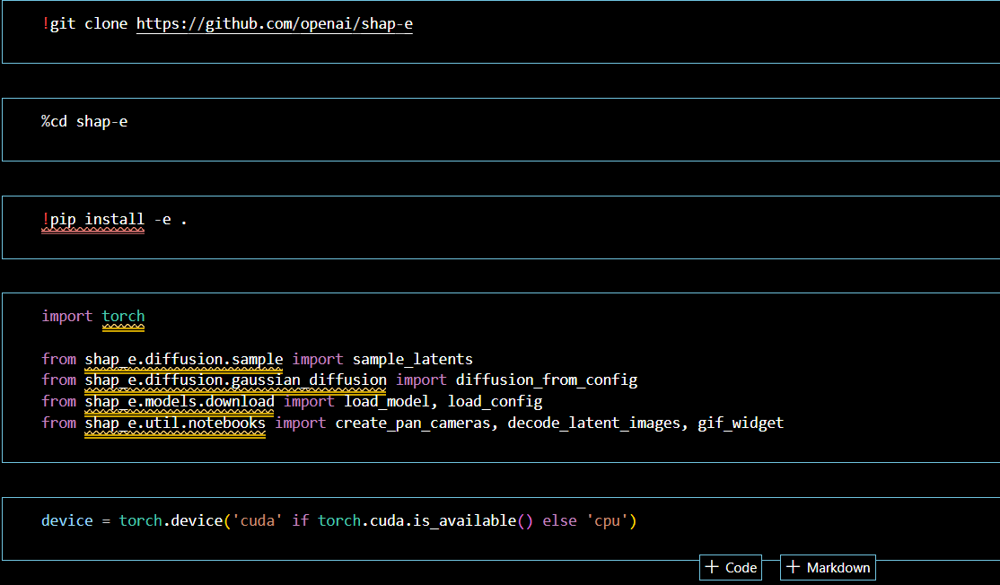 !git clone https://github.com/openai/shap-e
%cd shap-e
!pip install -e .
import torch
from shap_e.diffusion.sample import sample_latents
from shap_e.diffusion.gaussian_diffusion import diffusion_from_config
from shap_e.models.download import load_model, load_config
from shap_e.util.notebooks import create_pan_cameras, decode_latent_images, gif_widget
device = torch.device('cuda' if torch.cuda.is_available() else 'cpu')
+ Code + Markdown